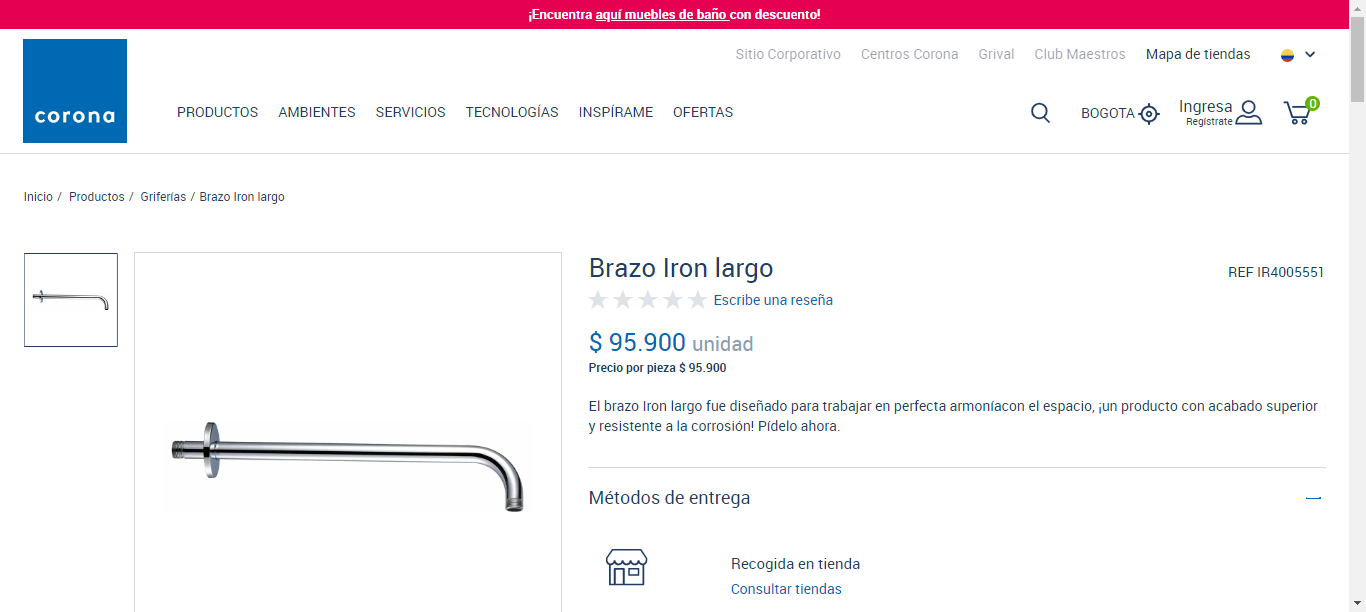 ¡Encuentra aquí muebles de baño con descuento!
Sitio Corporativo Centros Corona Grival Club Maestros Mapa de tiendas
corona
PRODUCTOS AMBIENTES SERVICIOS TECNOLOGÍAS INSPÍRAME OFERTAS
BOGOTA
Ingresa
Regístrate
0
Inicio / Productos / Griferías / Brazo Iron largo
Brazo Iron largo
REF IR4005551
Escribe una reseña
$ 95.900 unidad
Precio por pieza $ 95.900
El brazo Iron largo fue diseñado para trabajar en perfecta armoníacon el espacio, ¡un producto con acabado superior
y resistente a la corrosión! Pídelo ahora.
Métodos de entrega
Recogida en tienda
Consultar tiendas